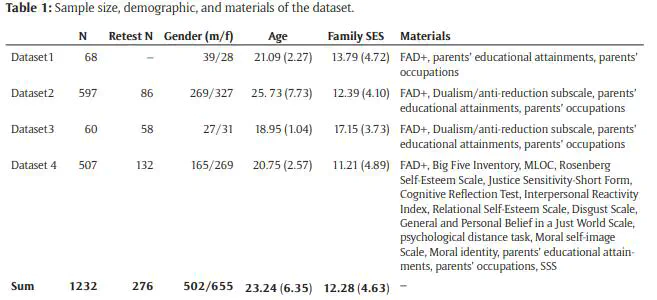 Table 1: Sample size, demographic, and materials of the dataset.
N Retest N Gender (m/f) Age Family SES Materials
Dataset1 68 – 39/28 21.09 (2.27) 13.79 (4.72) FAD+, parents' educational attainments, parents'
occupations
Dataset2 597 86 269/327 25. 73 (7.73) 12.39 (4.10) FAD+, Dualism/anti-reduction subscale, parents'
educational attainments, parents' occupations
Dataset3 60 58 27/31 18.95 (1.04) 17.15 (3.73) FAD+, Dualism/anti-reduction subscale, parents'
educational attainments, parents' occupations
Dataset 4 507 132 165/269 20.75 (2.57) 11.21 (4.89) FAD+, Big Five Inventory, MLOC, Rosenberg
Self-Esteem Scale, Justice Sensitivity-Short Form,
Cognitive Reflection Test, Interpersonal Reactivity
Index, Relational Self-Esteem Scale, Disgust Scale,
General and Personal Belief in a Just World Scale,
psychological distance task, Moral self-image
Scale, Moral identity, parents' educational attain-
ments, parents' occupations, SSS
Sum 1232 276 502/655 23.24 (6.35) 12.28 (4.63) –